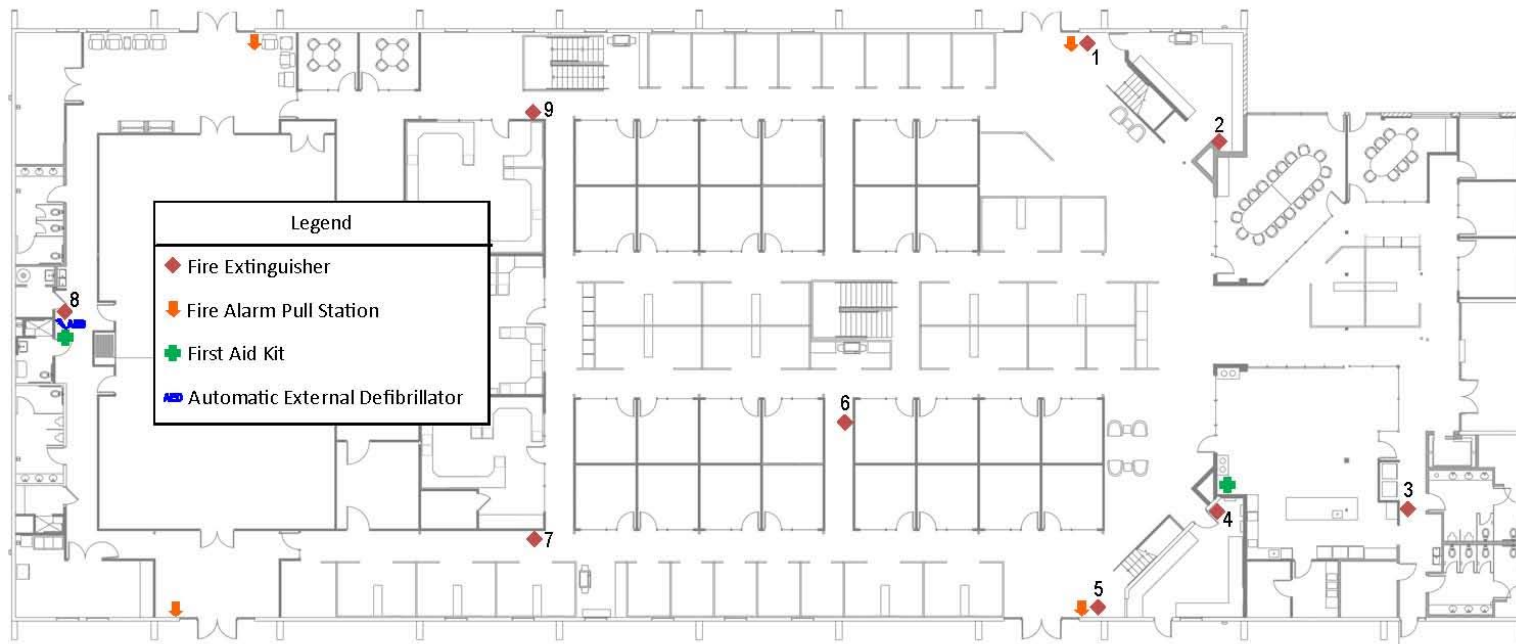 1
9
2
Legend
Fire Extinguisher
8
Fire Alarm Pull Station
AED
First Aid Kit
AED Automatic External Defibrillator
6
3
4
7
5